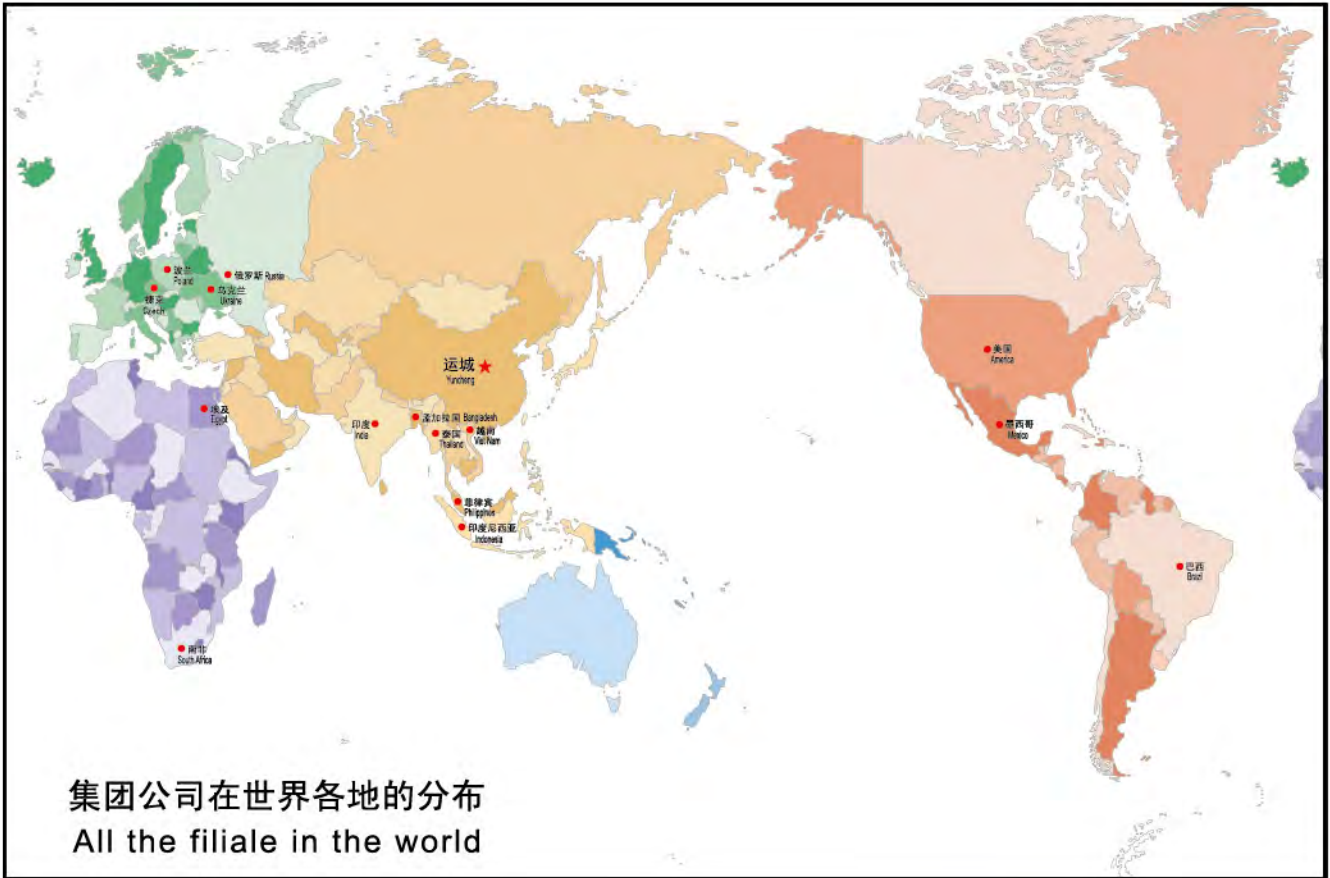 波兰
Poland
俄罗斯 Russia
捷克
Czech
乌克兰
Ukraine
运城
Yuncheng
美国
America
埃及
Egypt
印度
India
孟加拉国 Bangladesh
泰国
Thailand
越南
Viet Nam
墨西哥
Mexico
菲律宾
Philippines
印度尼西亚
Indonesia
巴西
Brazil
南非
South Africa
集团公司在世界各地的分布
All the filiale in the world